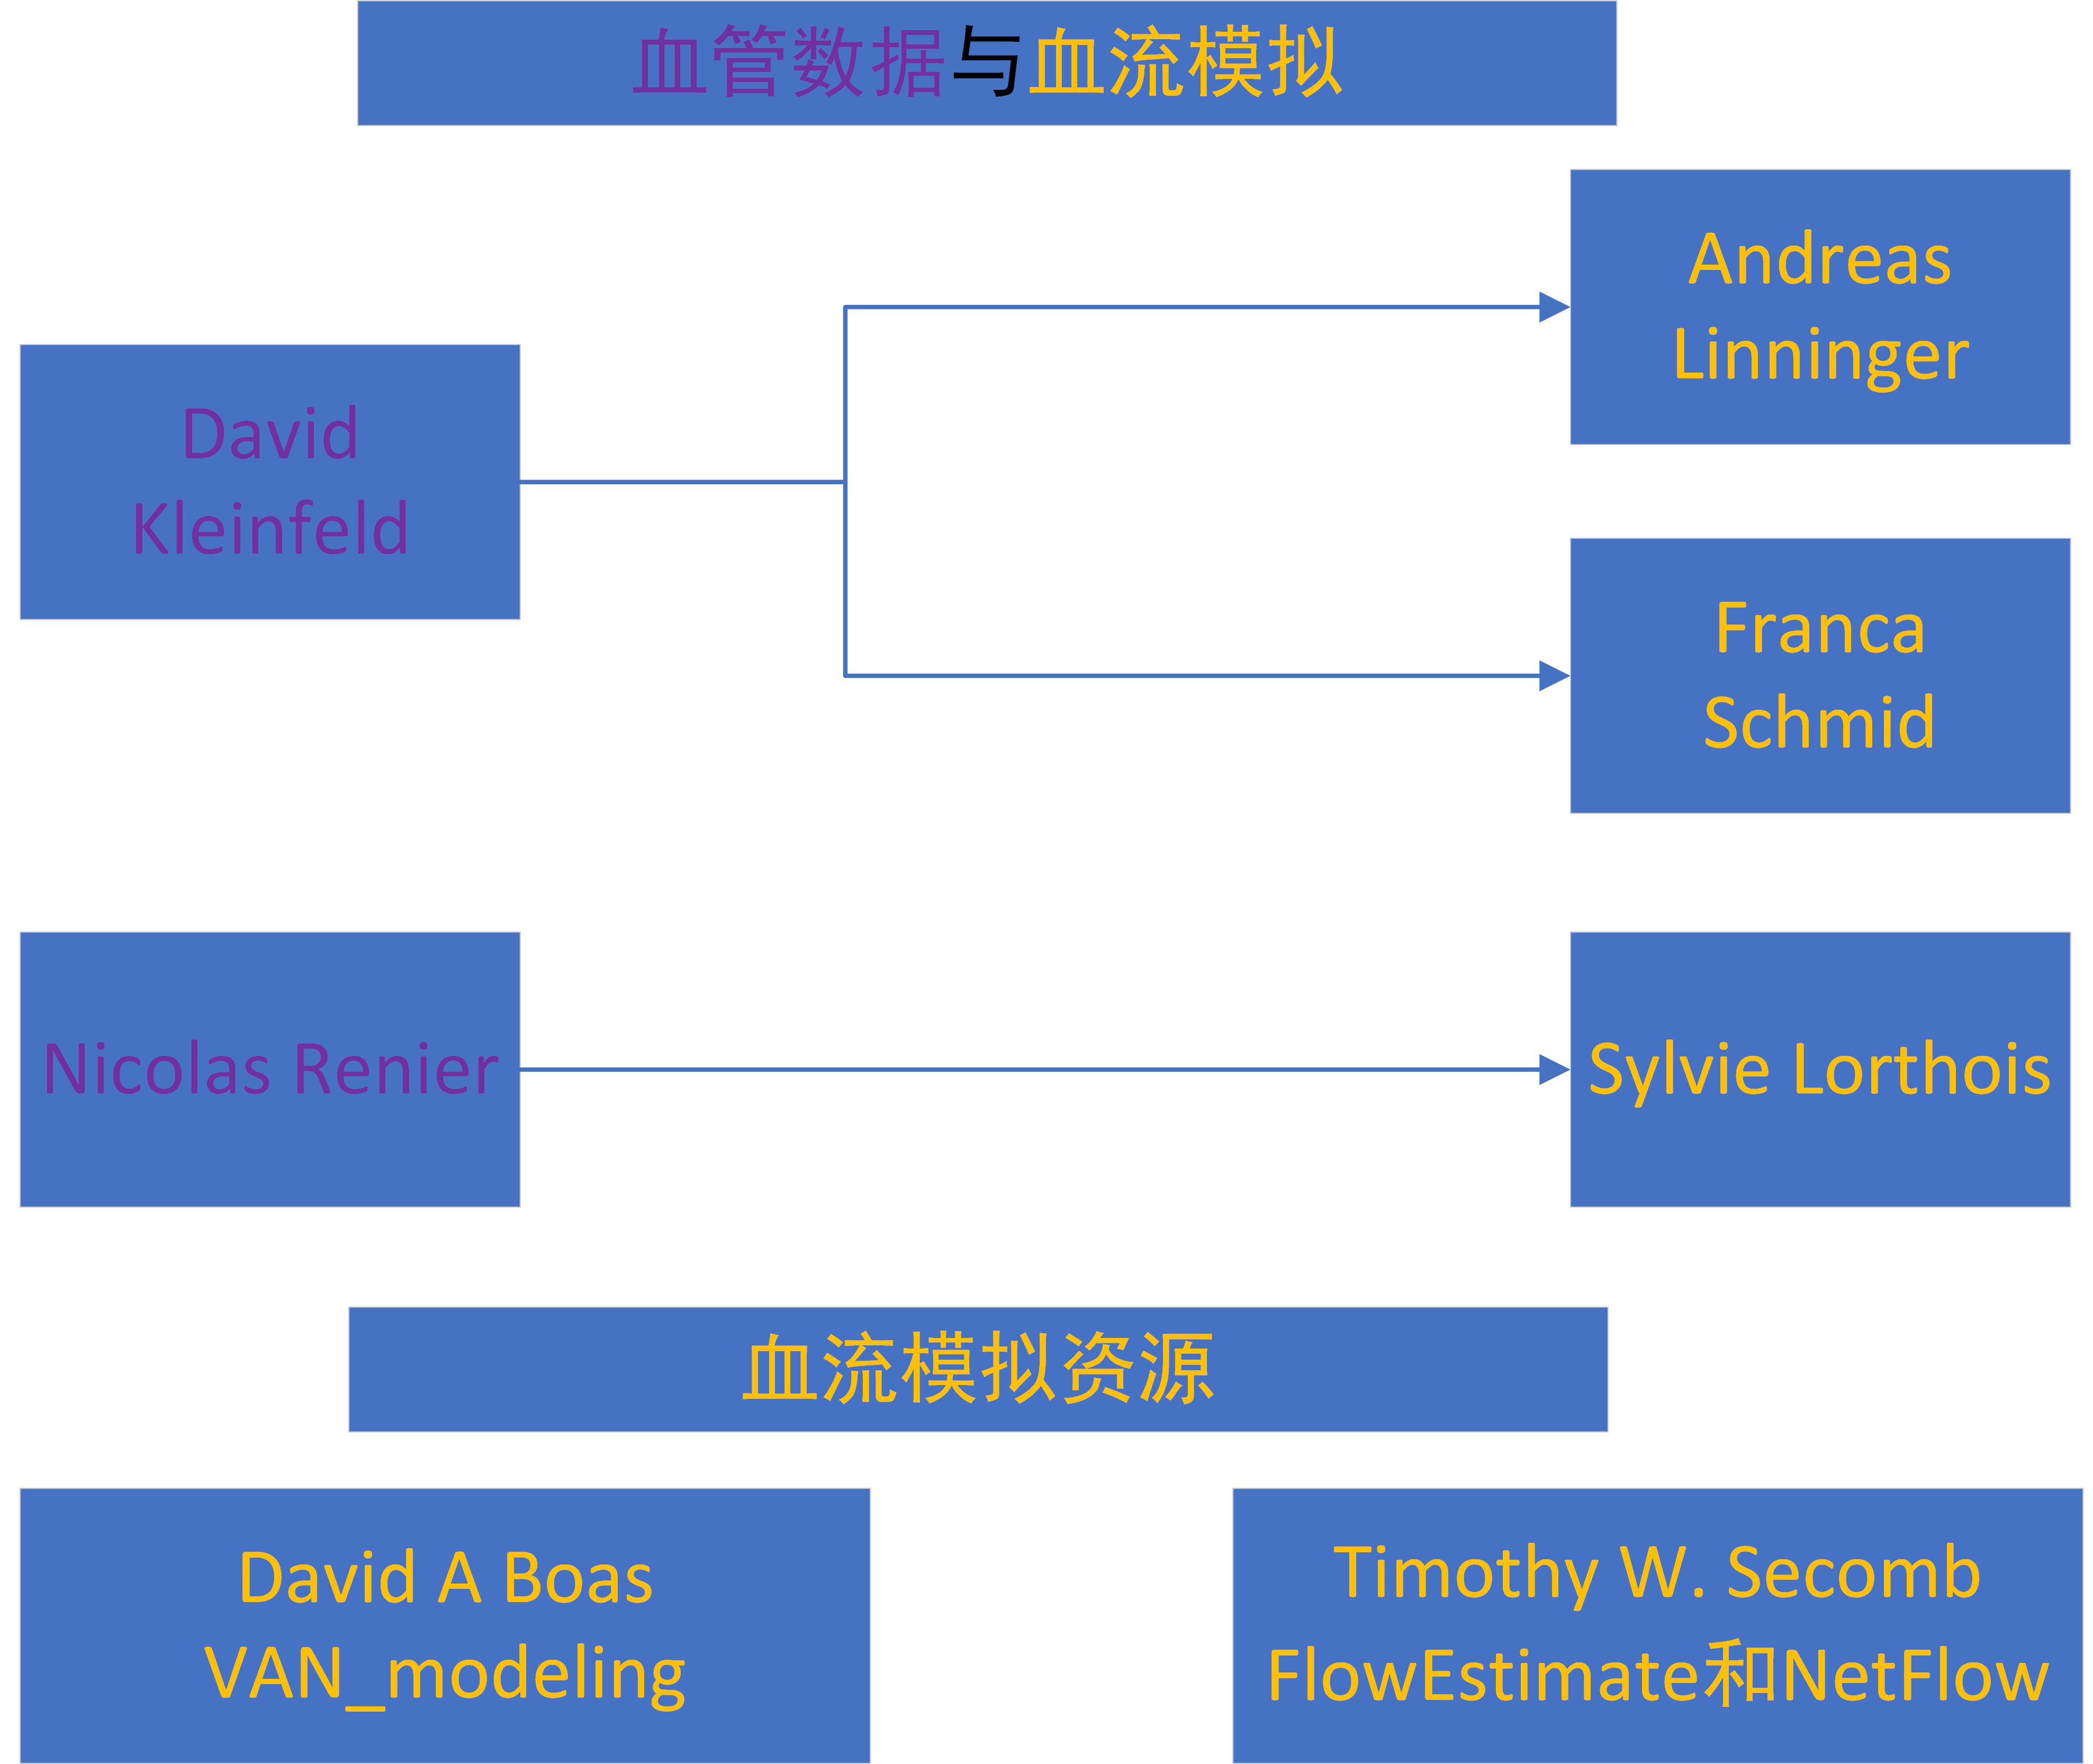 血管数据与血流模拟
Andreas
Linninger
David
Kleinfeld
Franca
Schmid
Nicolas Renier
Sylvie Lorthois
血流模拟资源
David A Boas
VAN_modeling
Timothy W. Secomb
FlowEstimate和NetFlow